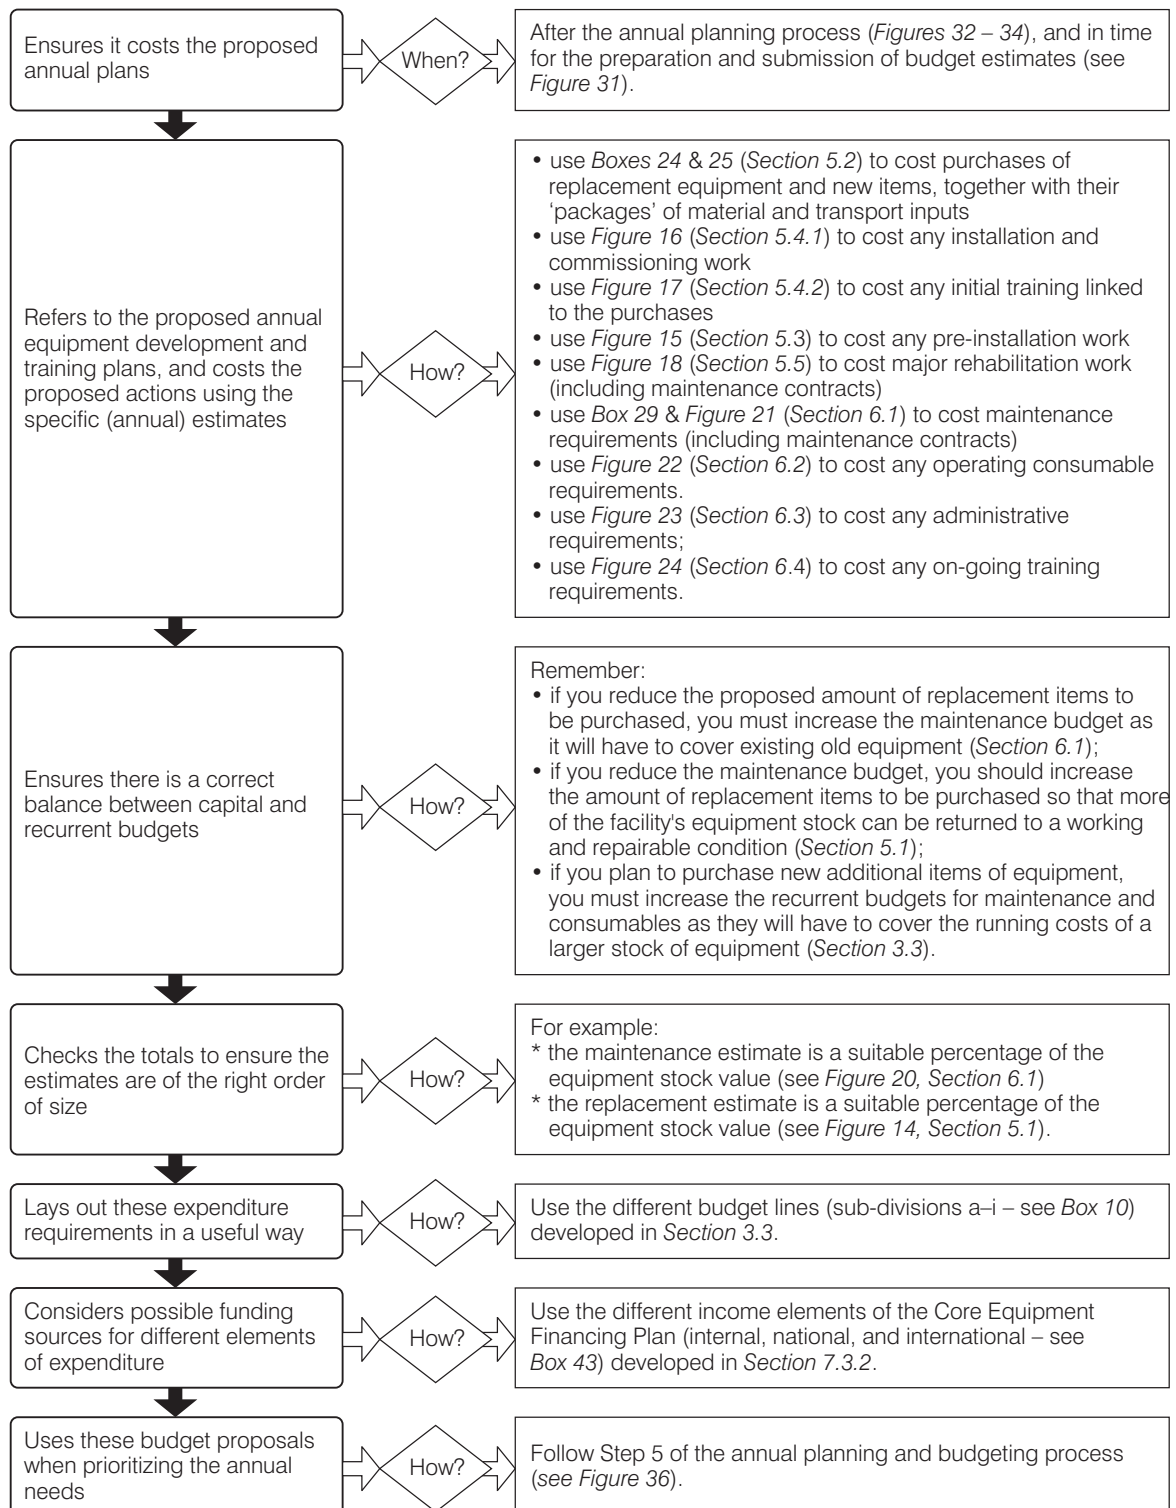 Ensures it costs the proposed
annual plans
When?
After the annual planning process (Figures 32 – 34), and in time
for the preparation and submission of budget estimates (see
Figure 31).
Refers to the proposed annual
equipment development and
training plans, and costs the
proposed actions using the
specific (annual) estimates
How?
• use Boxes 24 & 25 (Section 5.2) to cost purchases of
replacement equipment and new items, together with their
‘packages’ of material and transport inputs
• use Figure 16 (Section 5.4.1) to cost any installation and
commissioning work
• use Figure 17 (Section 5.4.2) to cost any initial training linked
to the purchases
• use Figure 15 (Section 5.3) to cost any pre-installation work
• use Figure 18 (Section 5.5) to cost major rehabilitation work
(including maintenance contracts)
• use Box 29 & Figure 21 (Section 6.1) to cost maintenance
requirements (including maintenance contracts)
• use Figure 22 (Section 6.2) to cost any operating consumable
requirements.
• use Figure 23 (Section 6.3) to cost any administrative
requirements;
• use Figure 24 (Section 6.4) to cost any on-going training
requirements.
Ensures there is a correct
balance between capital and
recurrent budgets
How?
Remember:
• if you reduce the proposed amount of replacement items to
be purchased, you must increase the maintenance budget as
it will have to cover existing old equipment (Section 6.1);
• if you reduce the maintenance budget, you should increase
the amount of replacement items to be purchased so that more
of the facility's equipment stock can be returned to a working
and repairable condition (Section 5.1);
• if you plan to purchase new additional items of equipment,
you must increase the recurrent budgets for maintenance and
consumables as they will have to cover the running costs of a
larger stock of equipment (Section 3.3).
Checks the totals to ensure the
estimates are of the right order
of size
How?
For example:
* the maintenance estimate is a suitable percentage of the
equipment stock value (see Figure 20, Section 6.1)
* the replacement estimate is a suitable percentage of the
equipment stock value (see Figure 14, Section 5.1).
Lays out these expenditure
requirements in a useful way
How?
Use the different budget lines (sub-divisions a–i – see Box 10)
developed in Section 3.3.
Considers possible funding
sources for different elements
of expenditure
How?
Use the different income elements of the Core Equipment
Financing Plan (internal, national, and international – see
Box 43) developed in Section 7.3.2.
Uses these budget proposals
when prioritizing the annual
needs
How?
Follow Step 5 of the annual planning and budgeting process
(see Figure 36).